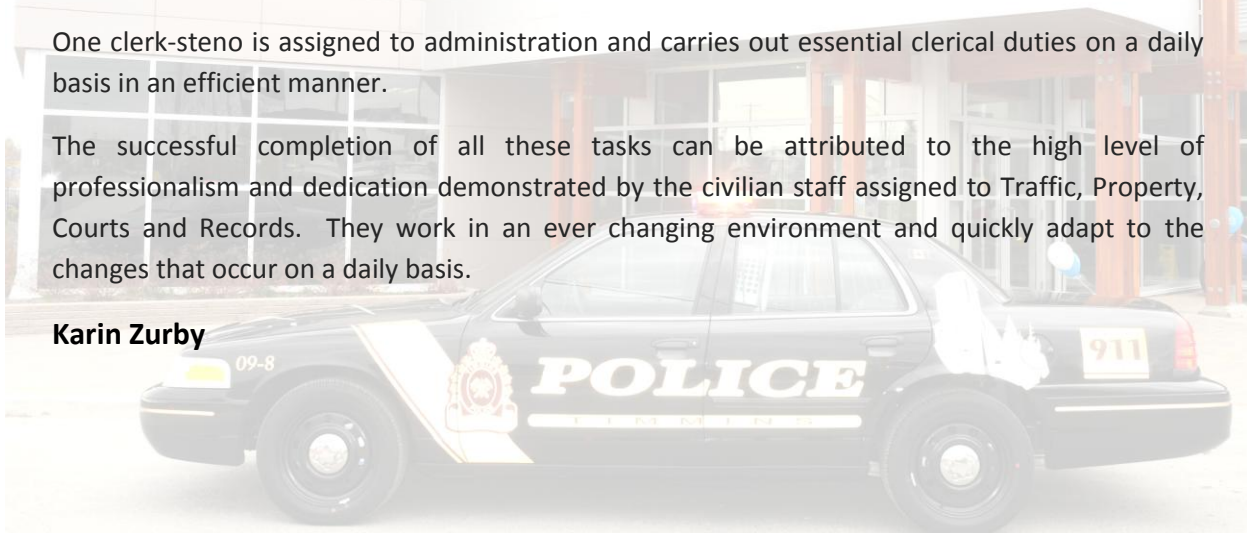 One clerk-steno is assigned to administration and carries out essential clerical duties on a daily
basis in an efficient manner.
The successful completion of all these tasks can be attributed to the high level of
professionalism and dedication demonstrated by the civilian staff assigned to Traffic, Property,
Courts and Records. They work in an ever changing environment and quickly adapt to the
changes that occur on a daily basis.
Karin Zurby
09-8
911
POLICE
TIMMINS